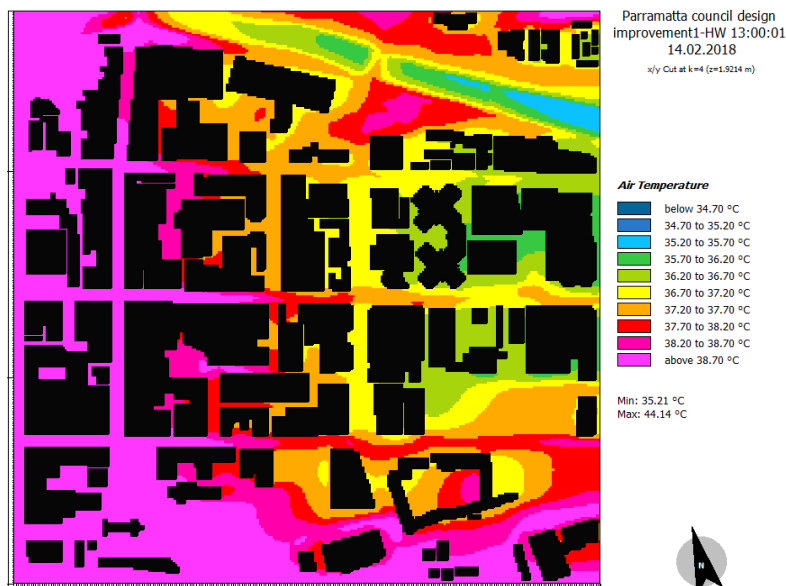 Parramatta council design
improvement1-HW 13:00:01
14.02.2018
x/y Cut at k=4 (z=1.9214 m)
Air Temperature
below 34.70 °C
34.70 to 35.20 °C
35.20 to 35.70 °C
35.70 to 36.20 °C
36.20 to 36.70 °C
36.70 to 37.20 °C
37.20 to 37.70 °C
37.70 to 38.20 °C
38.20 to 38.70 °C
above 38.70 °C
Min: 35.21 °C
Max: 44.14 °C
N